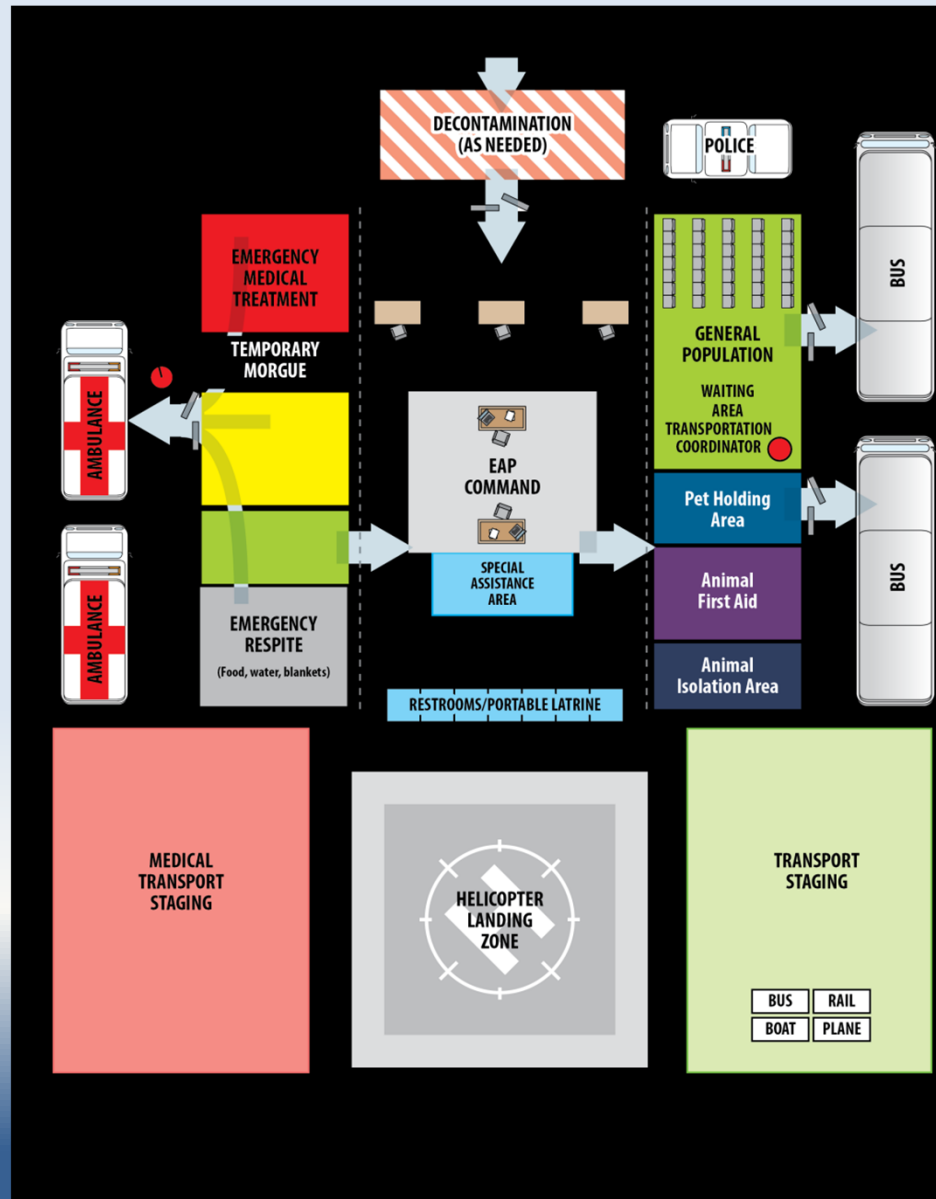 DECONTAMINATION
(AS NEEDED)
POLICE
BUS
EMERGENCY
MEDICAL
TREATMENT
TEMPORARY
MORGUE
AMBULANCE
GENERAL
POPULATION
WAITING
AREA
TRANSPORTATION
COORDINATOR
EAP
COMMAND
Pet Holding
Area
BUS
SPECIAL
ASSISTANCE
AREA
Animal
First Aid
AMBULANCE
EMERGENCY
RESPITE
(Food, water, blankets)
Animal
Isolation Area
RESTROOMS/PORTABLE LATRINE
MEDICAL
TRANSPORT
STAGING
HELICOPTER
LANDING
ZONE
TRANSPORT
STAGING
BUS
RAIL
BOAT
PLANE